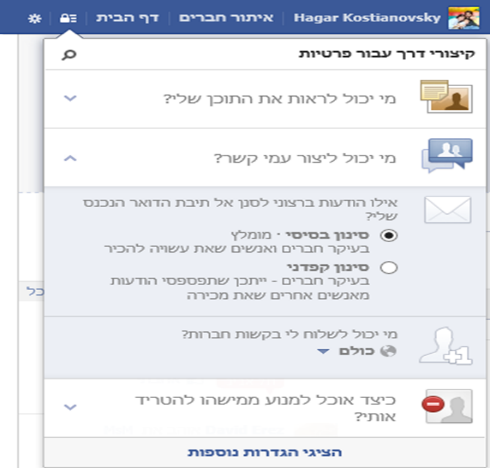 Hagar Kostianovsky
איתור חברים
דף הבית
קיצורי דרך עבור פרטיות
מי יכול לראות את התוכן שלי?
מי יכול ליצור עמי קשר?
אילו הודעות ברצוני לסנן אל תיבת הדואר הנכנס
שלי?
סינון בסיסי · מומלץ
בעיקר חברים ואנשים שאת עשויה להכיר
סינון קפדני
בעיקר חברים - ייתכן שתפספסי הודעות
מאנשים אחרים שאת מכירה
מי יכול לשלוח לי בקשות חברות?
+1
כולם
כיצד אוכל למנוע ממישהו להטריד
אותי?
הציגי הגדרות נוספות